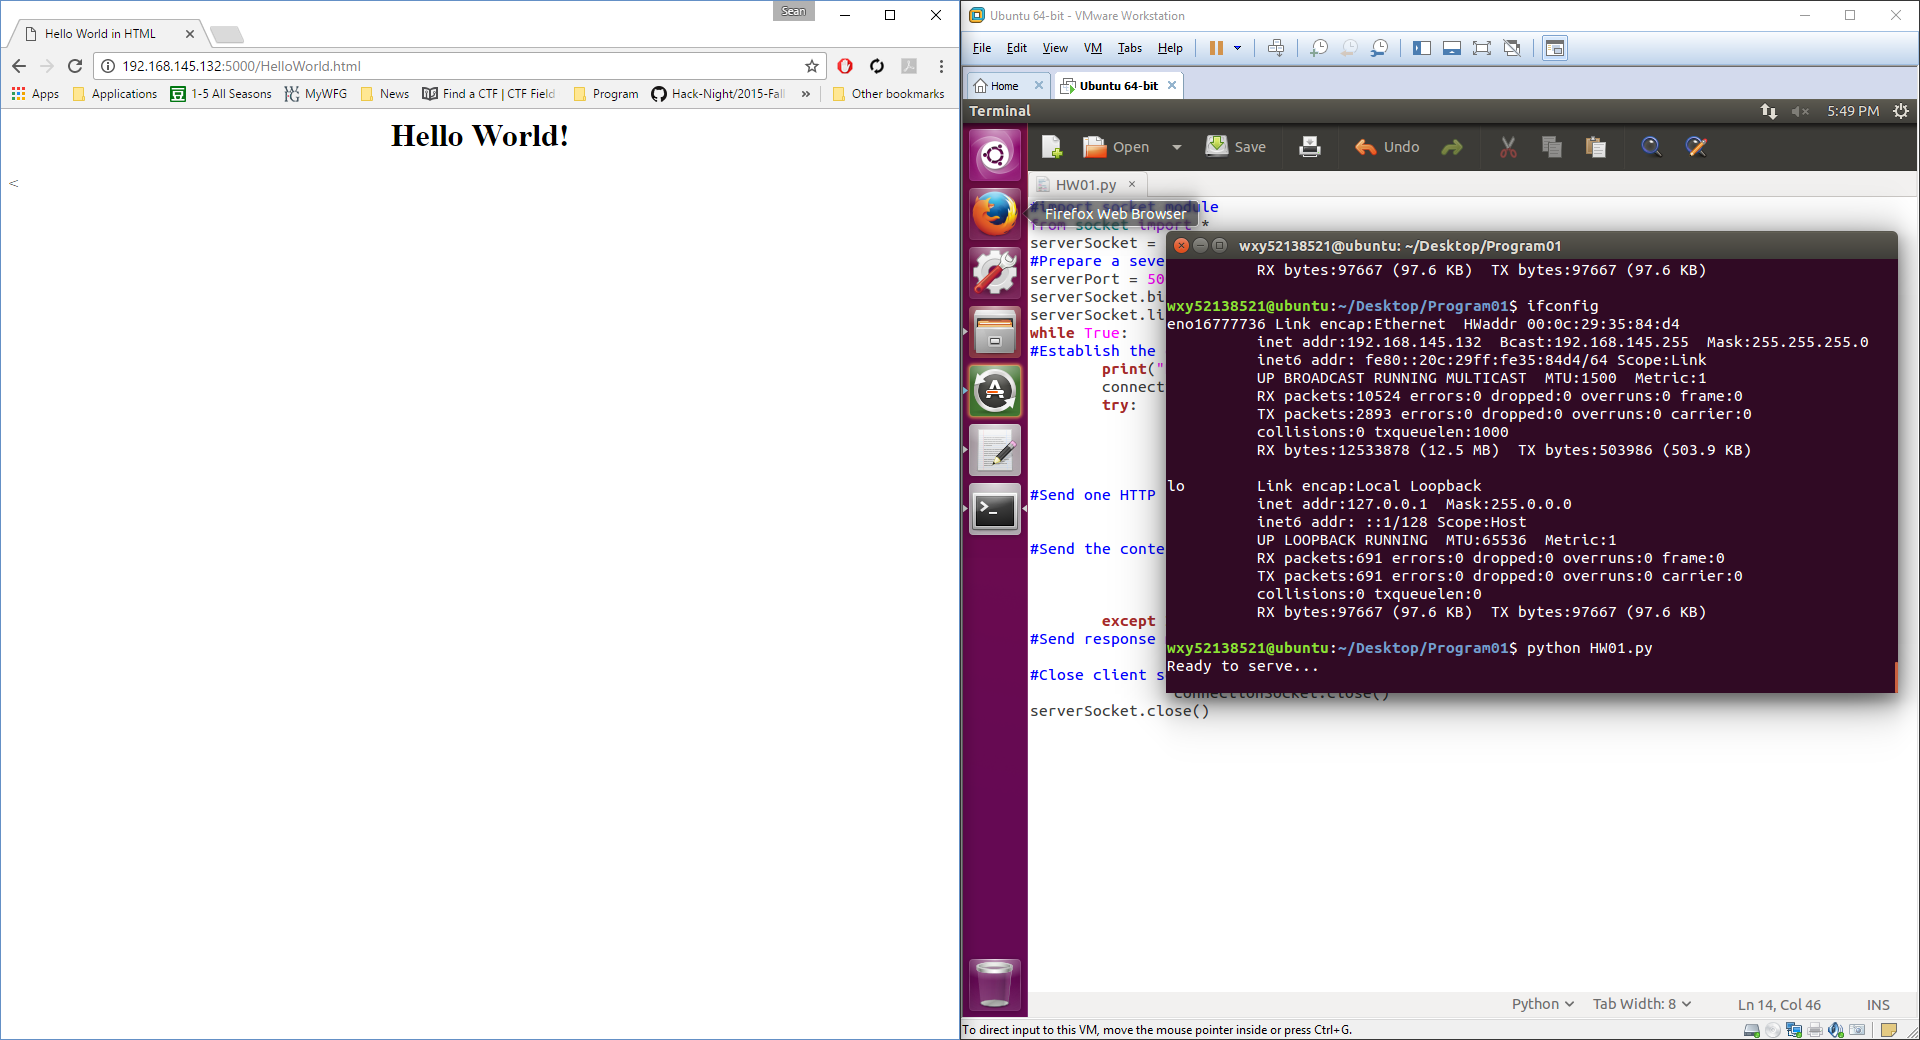 Sean
Hello World in HTML
192.168.145.132:5000/HelloWorld.html
Apps
Applications
1-5 All Seasons
MyWFG
News
Find a CTF | CTF Field
Program
Hack-Night/2015-Fall
»
Other bookmarks
Hello World!
<
Ubuntu 64-bit - VMware Workstation
File Edit View VM Tabs Help
Home
Ubuntu 64-bit
Terminal
5:49 PM
Open
Save
Undo
HW01.py
#import socket module
Firefox Web Browser
from socket import *
serverSocket =
#Prepare a seve
serverPort = 50
serverSocket.bi
serverSocket.li
while True:
#Establish the
print("
connect
try:
#Send one HTTP
#Send the conte
except
#Send response
#Close client s
connectionSocket.close()
serverSocket.close()
wxy52138521@ubuntu: ~/Desktop/Program01
RX bytes:97667 (97.6 KB)  TX bytes:97667 (97.6 KB)
wxy52138521@ubuntu:~/Desktop/Program01$ ifconfig
eno16777736 Link encap:Ethernet  HWaddr 00:0c:29:35:84:d4
inet addr:192.168.145.132  Bcast:192.168.145.255  Mask:255.255.255.0
inet6 addr: fe80::20c:29ff:fe35:84d4/64 Scope:Link
UP BROADCAST RUNNING MULTICAST  MTU:1500  Metric:1
RX packets:10524 errors:0 dropped:0 overruns:0 frame:0
TX packets:2893 errors:0 dropped:0 overruns:0 carrier:0
collisions:0 txqueuelen:1000
RX bytes:12533878 (12.5 MB)  TX bytes:503986 (503.9 KB)
lo        Link encap:Local Loopback
inet addr:127.0.0.1  Mask:255.0.0.0
inet6 addr: ::1/128 Scope:Host
UP LOOPBACK RUNNING  MTU:65536  Metric:1
RX packets:691 errors:0 dropped:0 overruns:0 frame:0
TX packets:691 errors:0 dropped:0 overruns:0 carrier:0
collisions:0 txqueuelen:0
RX bytes:97667 (97.6 KB)  TX bytes:97667 (97.6 KB)
wxy52138521@ubuntu:~/Desktop/Program01$ python HW01.py
Ready to serve...
Python
Tab Width: 8
Ln 14, Col 46
INS
To direct input to this VM, move the mouse pointer inside or press Ctrl+G.